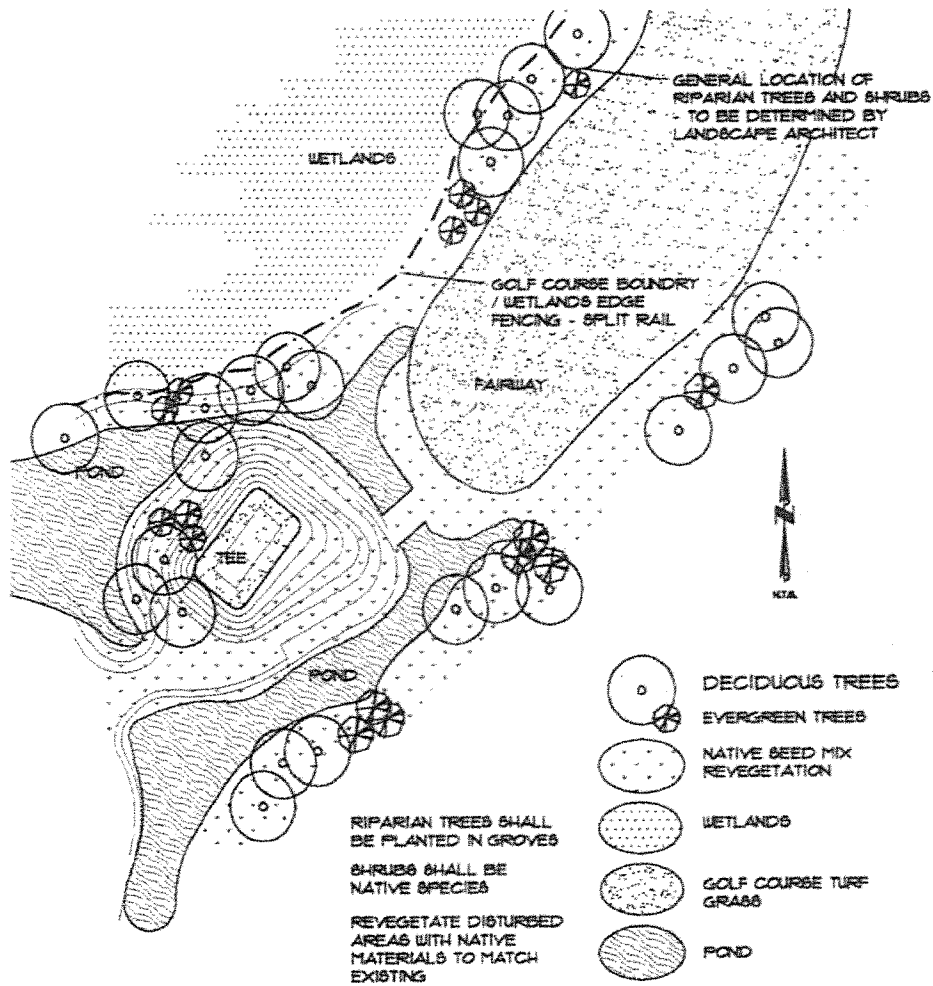 GENERAL LOCATION OF
RIPARIAN TREES AND SHRUBS
- TO BE DETERMINED BY
LANDSCAPE ARCHITECT
WETLANDS
GOLF COURSE BOUNDRY
/ WETLANDS EDGE
FENCING - SPLIT RAIL
FAIRWAY
POND
TEE
N.T.S.
POND
DECIDUOUS TREES
EVERGREEN TREES
NATIVE SEED MIX
REVEGETATION
WETLANDS
GOLF COURSE TURF
GRASS
POND
RIPARIAN TREES SHALL
BE PLANTED IN GROVES
SHRUBS SHALL BE
NATIVE SPECIES
REVEGETATE DISTURBED
AREAS WITH NATIVE
MATERIALS TO MATCH
EXISTING